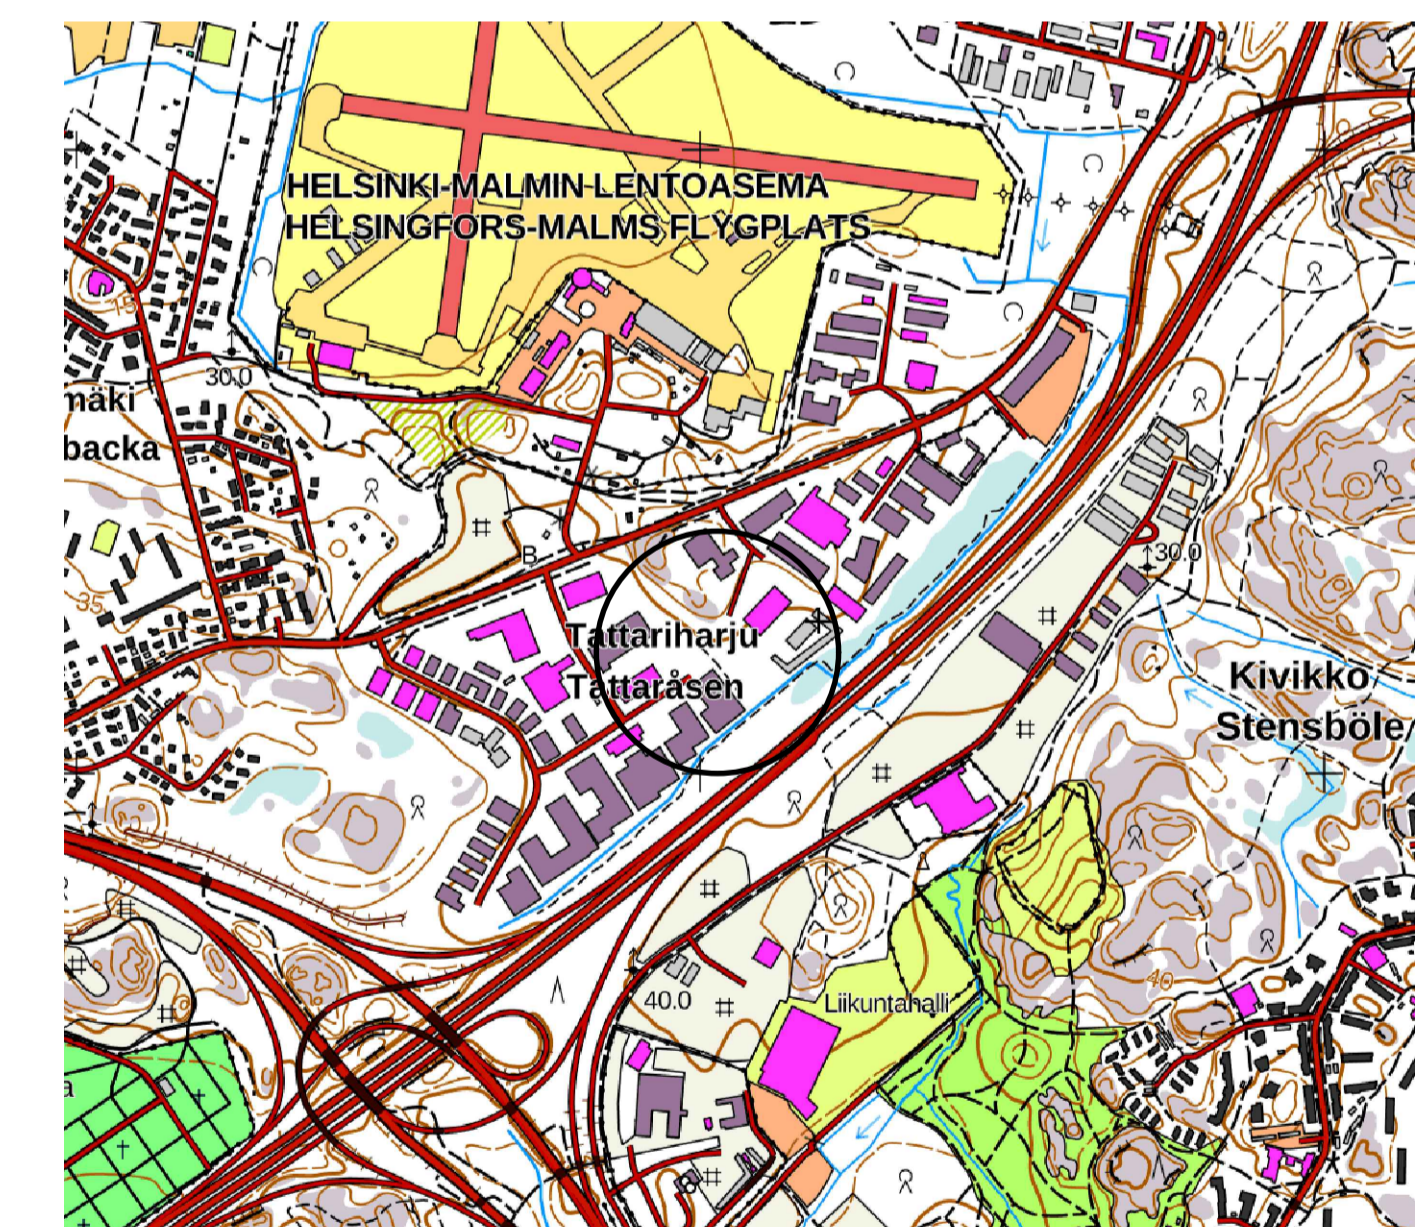 HELSINKI-MALMIN LENTOASEMA
HELSINGFORS-MALMS FLYGPLATS
15
30.0
mäki
backa
B
30.0
35
Tattariharju
Tattaråsen
Kivikko
Stensböle
40
40.0
Liikuntahalli
a